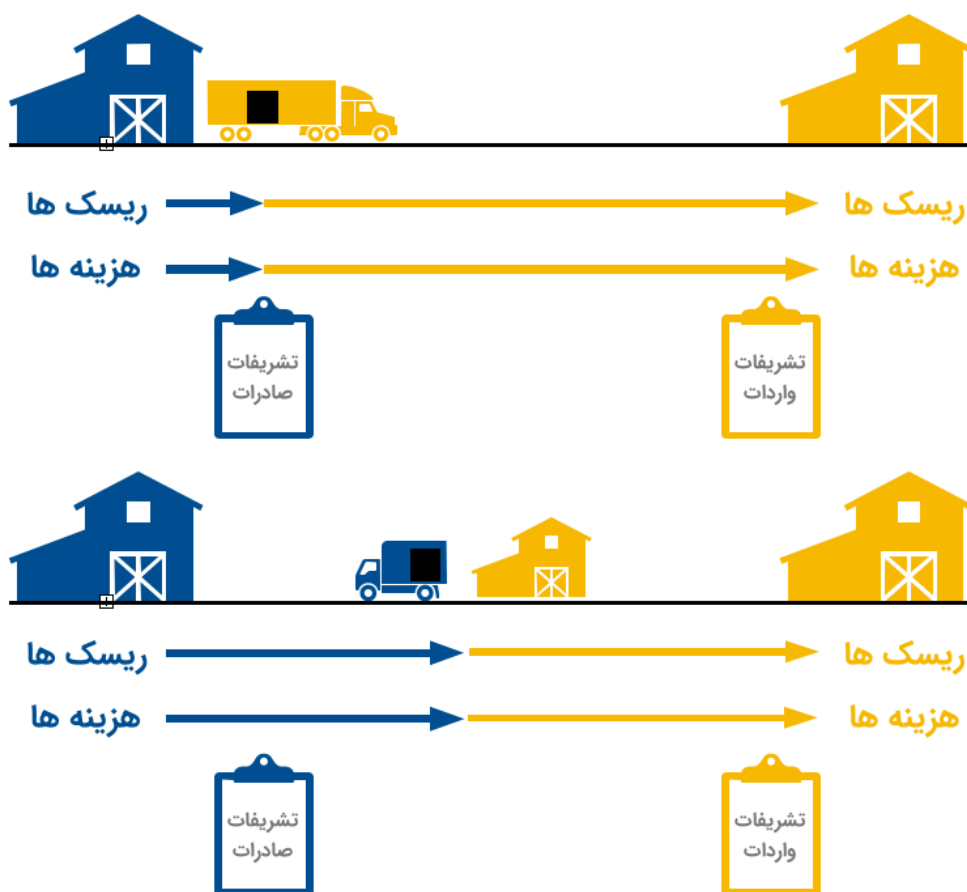 ریسک ها ریسک ها
هزینه ها هزینه ها
تشریفات
صادرات
تشریفات
واردات
ریسک ها ریسک ها
هزینه ها هزینه ها
تشریفات
صادرات
تشریفات
واردات